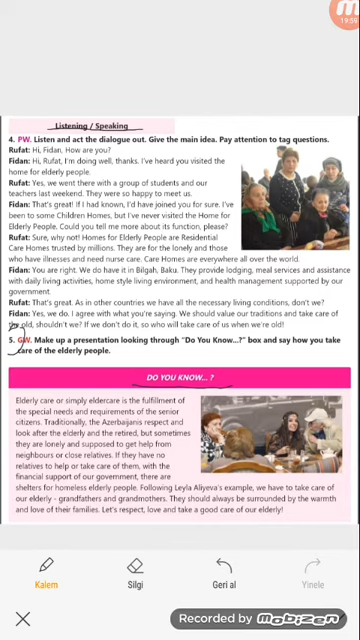 19:58
Listening / Speaking
4. PW. Listen and act the dialogue out. Give the main idea. Pay attention to tag questions.
Rufat: Hi, Fidan, How are you?
Fidan: Hi, Rufat, I'm doing well, thanks. I've heard you visited the
home for elderly people.
Rufat: Yes, we went there with a group of students and our
teachers last weekend. They were so happy to meet us.
Fidan: That's great! If I had known, I'd have joined you for sure. I've
been to some Children Homes, but I've never visited the Home for
Elderly People. Could you tell me more about its function, please?
Rufat: Sure, why not! Homes for Elderly People are Residential
Care Homes trusted by millions. They are for the lonely and those
who have illnesses and need nurse care. Care Homes are everywhere all over the world.
Fidan: You are right. We do have it in Bilgah, Baku. They provide lodging, meal services and assistance
with daily living activities, home style living environment, and health management supported by our
government.
Rufat: That's great. As in other countries we have all the necessary living conditions, don't we?
Fidan: Yes, we do. I agree with what you're saying. We should value our traditions and take care of
the old, shouldn't we? If we don't do it, so who will take care of us when we're old!
5. GW. Make up a presentation looking through "Do You Know...?" box and say how you take
care of the elderly people.
DO YOU KNOW... ?
Elderly care or simply eldercare is the fulfillment of
the special needs and requirements of the senior
citizens. Traditionally, the Azerbaijanis respect and
look after the elderly and the retired, but sometimes
they are lonely and supposed to get help from
neighbours or close relatives. If they have no
relatives to help or take care of them, with the
financial support of our government, there are
shelters for homeless elderly people. Following Leyla Aliyeva's example, we have to take care of
our elderly - grandfathers and grandmothers. They should always be surrounded by the warmth
and love of their families. Let's respect, love and take a good care of our elderly!
Kalem
Silgi
Geri al
Yinele
Recorded by Mobizen